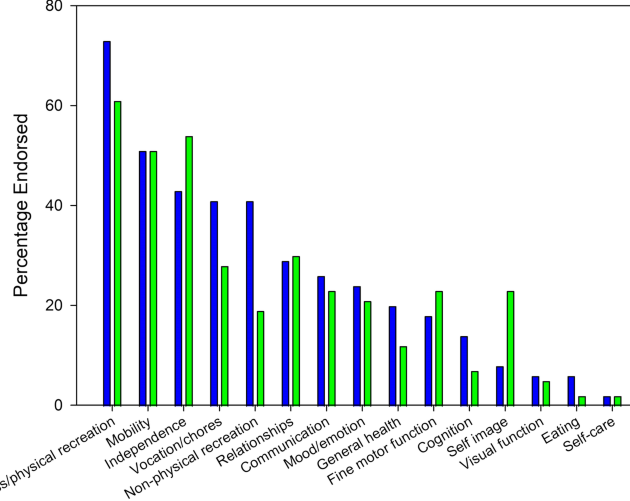 80
60
40
20
0
Percentage Endorsed
s/physical recreation
Mobility
Independence
Vocation/chores
Non-physical recreation
Relationships
Communication
Mood/emotion
General health
Fine motor function
Cognition
Self image
Visual function
Eating
Self-care